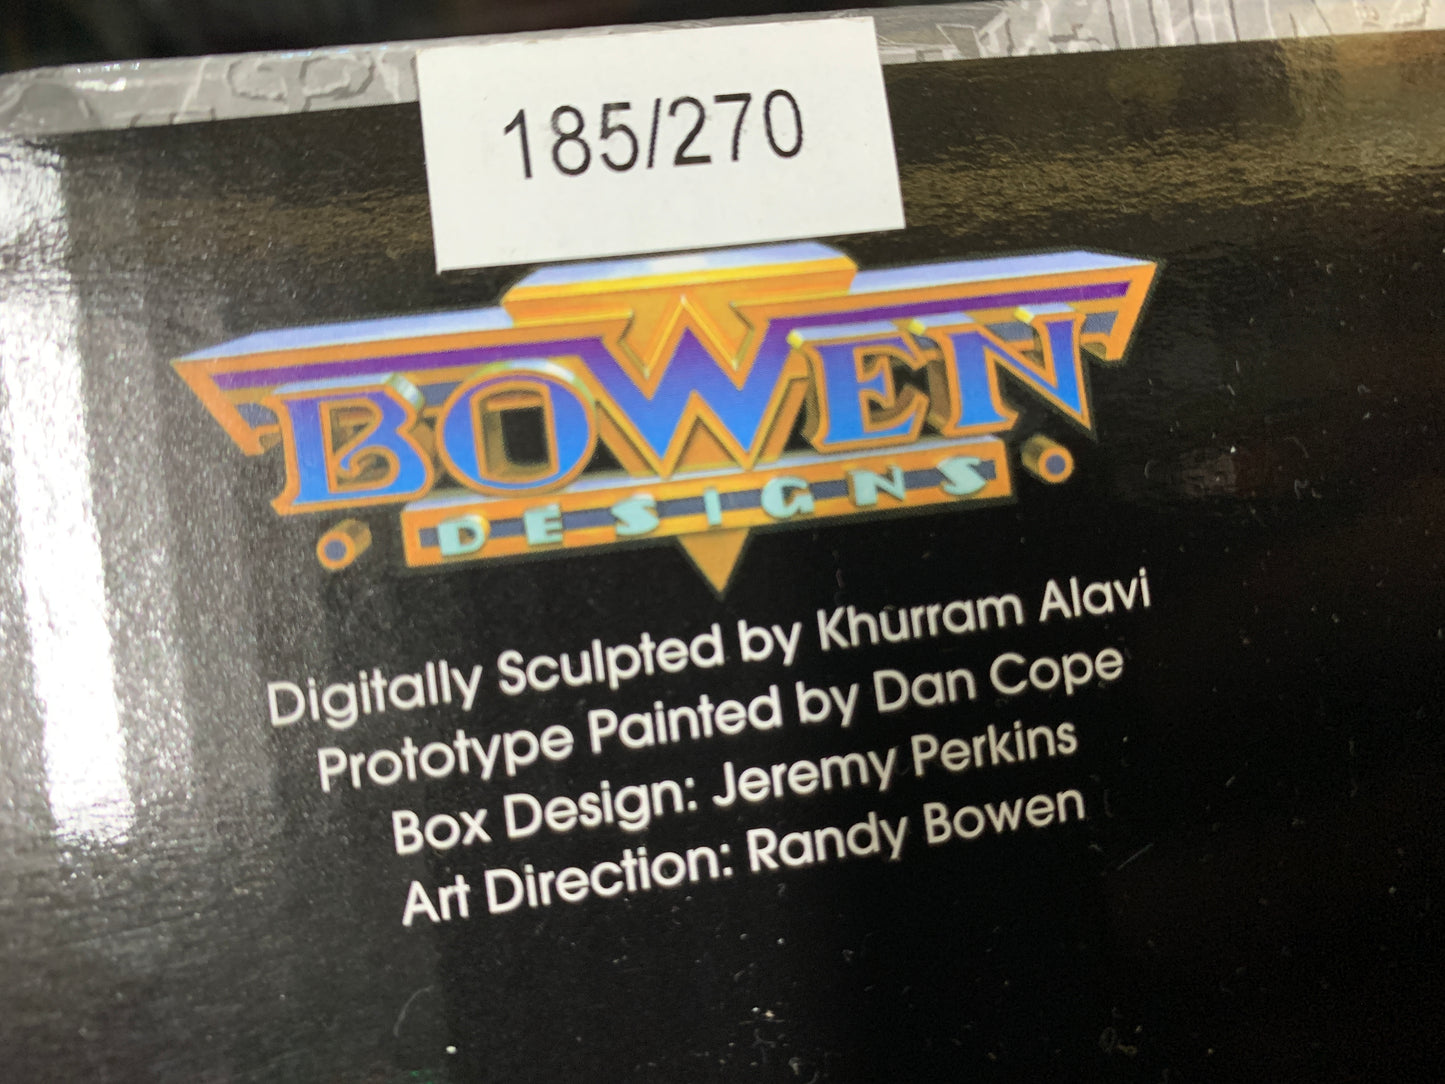 185/270
BOWEN
DESIGNS
Digitally Sculpted by Khurram Alavi
Prototype Painted by Dan Cope
Box Design: Jeremy Perkins
Art Direction: Randy Bowen